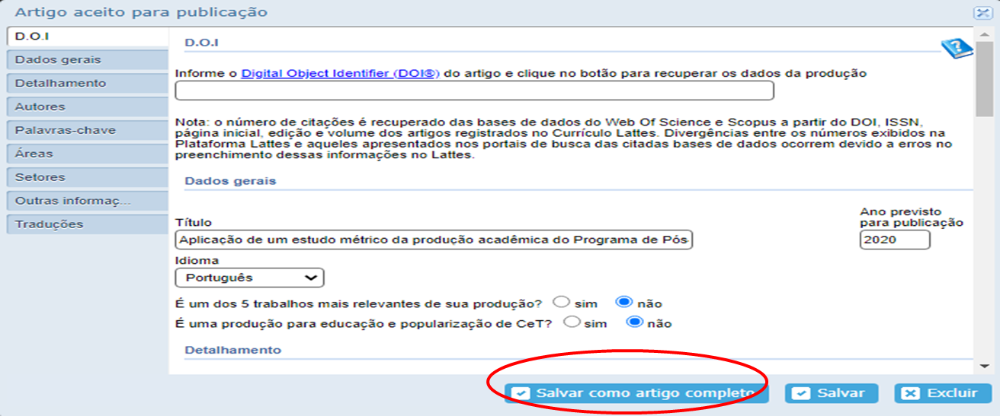 Artigo aceito para publicação
D.O.I
Dados gerais
Detalhamento
Autores
Palavras-chave
Áreas
Setores
Outras informaç...
Traduções
D.O.I
Informe o Digital Object Identifier (DOI®) do artigo e clique no botão para recuperar os dados da produção
Nota: o número de citações é recuperado das bases de dados do Web Of Science e Scopus a partir do DOI, ISSN,
página inicial, edição e volume dos artigos registrados no Currículo Lattes. Divergências entre os números exibidos na
Plataforma Lattes e aqueles apresentados nos portais de busca das citadas bases de dados ocorrem devido a erros no
preenchimento dessas informações no Lattes.
Dados gerais
Título
Aplicação de um estudo métrico da produção acadêmica do Programa de Pós-
Ano previsto
para publicação
2020
Idioma
Português
É um dos 5 trabalhos mais relevantes de sua produção? sim não
É uma produção para educação e popularização de CeT? sim não
Detalhamento
Salvar como artigo completo Salvar Excluir